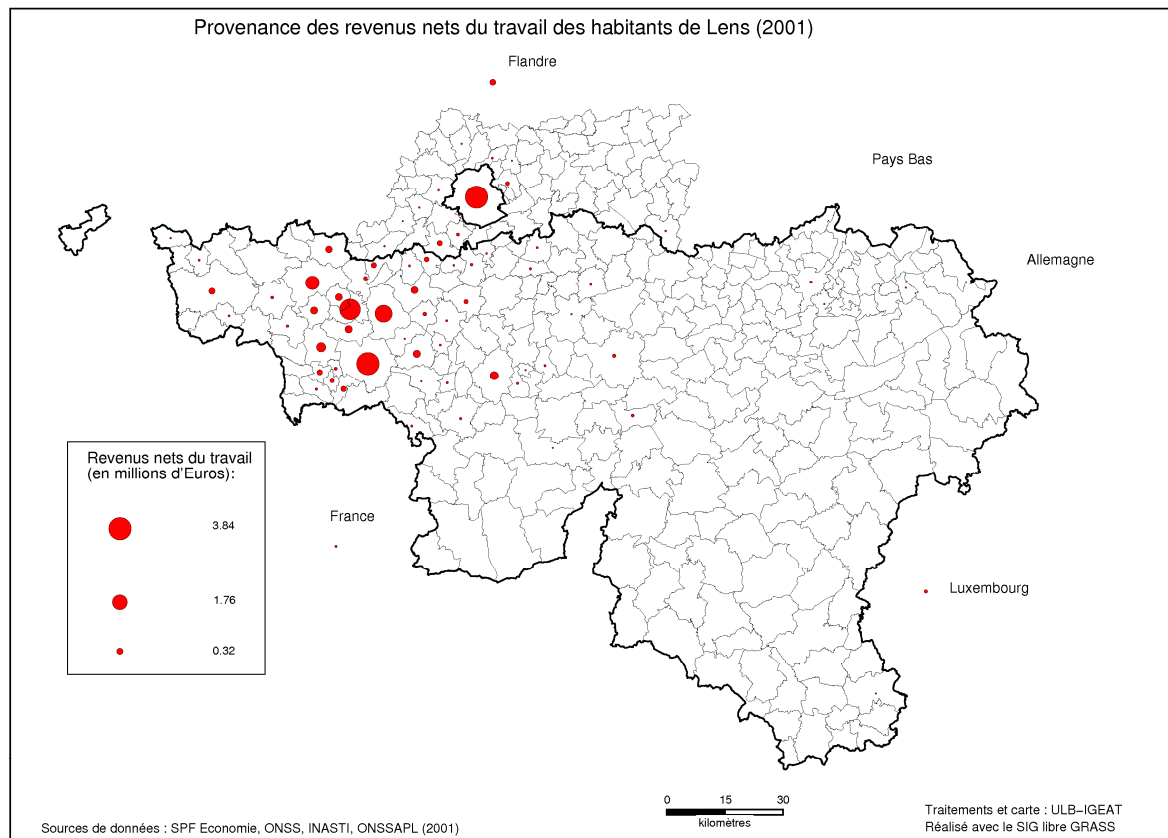 Provenance des revenus nets du travail des habitants de Lens (2001)
Flandre
Pays Bas
Allemagne
Revenus nets du travail
(en millions d'Euros):
3.84
1.76
0.32
France
Luxembourg
0 15 30
kilomètres
Sources de données : SPF Economie, ONSS, INASTI, ONSSAPL (2001)
Traitements et carte : ULB-IGEAT
Réalisé avec le SIG libre GRASS